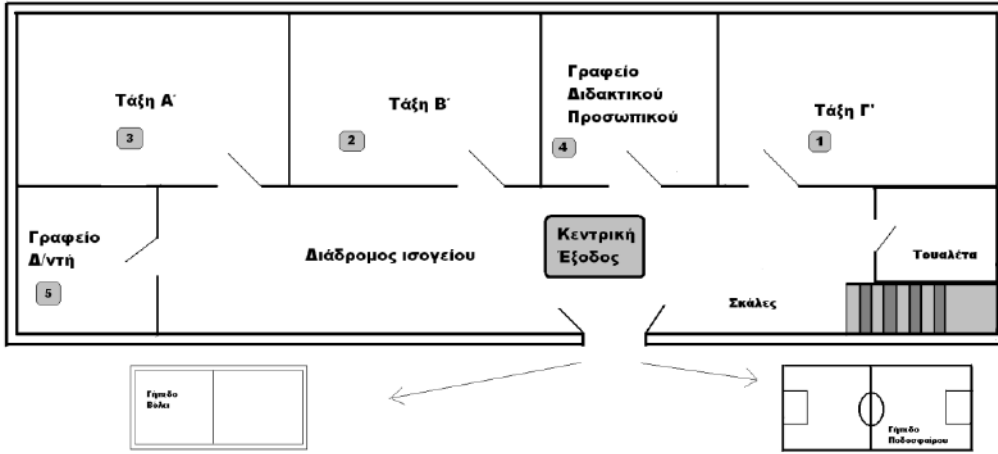 Τάξη Α΄
3
Τάξη Β΄
2
Γραφείο
Διδακτικού
Προσωπικού
4
Τάξη Γ'
1
Γραφείο
Δ/ντή
5
Διάδρομος ισογείου
Κεντρική
Έξοδος
Τουαλέτα
Σκάλες
Γήπεδο
Βόλει
Γήπεδο
Ποδοσφαίρου